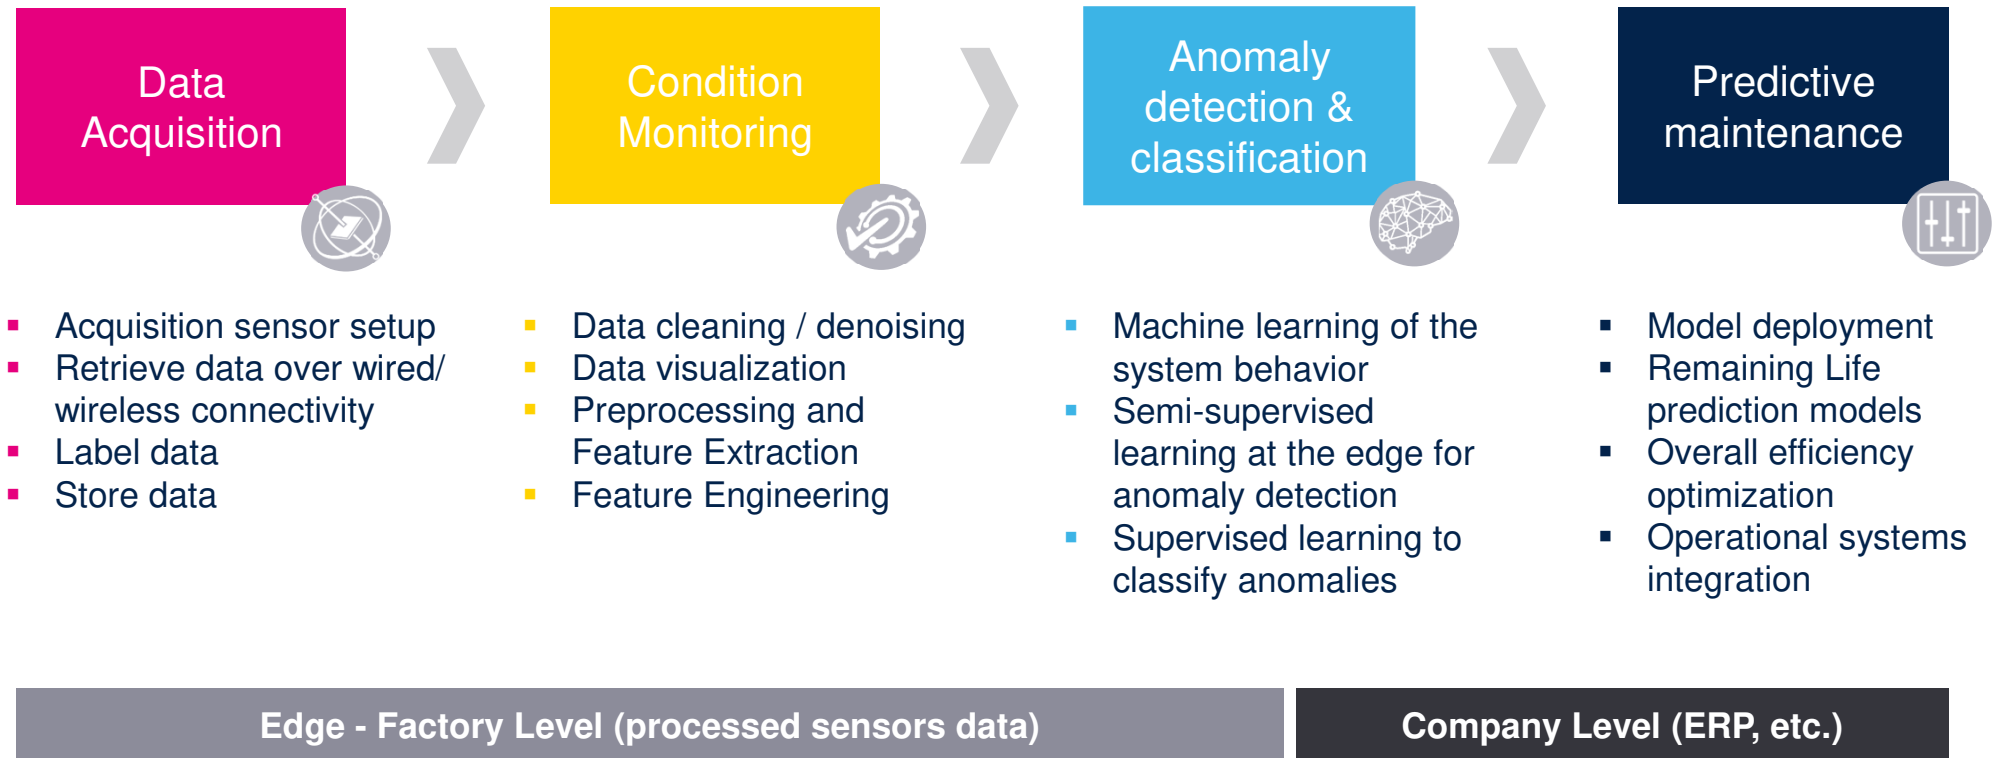 Data
Acquisition
Condition
Monitoring
Anomaly
detection &
classification
Predictive
maintenance
Acquisition sensor setup
Retrieve data over wired/
wireless connectivity
Label data
Store data
Data cleaning / denoising
Data visualization
Preprocessing and
Feature Extraction
Feature Engineering
Machine learning of the
system behavior
Semi-supervised
learning at the edge for
anomaly detection
Supervised learning to
classify anomalies
Model deployment
Remaining Life
prediction models
Overall efficiency
optimization
Operational systems
integration
Edge - Factory Level (processed sensors data)
Company Level (ERP, etc.)